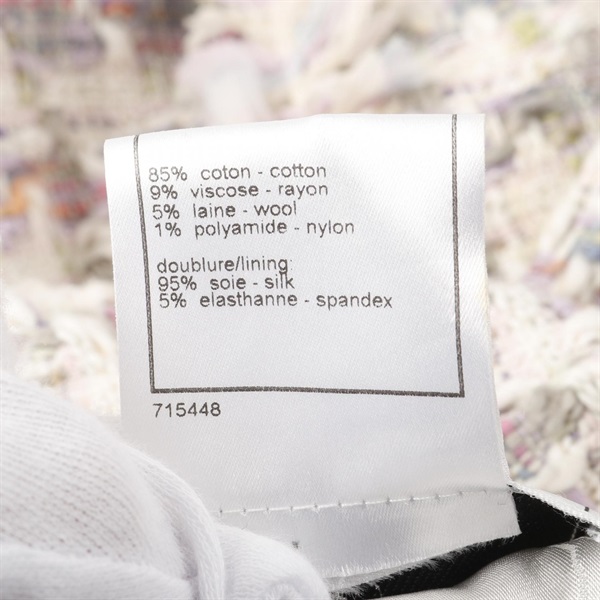 85% coton - cotton
9% viscose - rayon
5% laine - wool
1% polyamide - nylon
doublure/lining:
95% soie - silk
5% elasthanne - spandex
715448